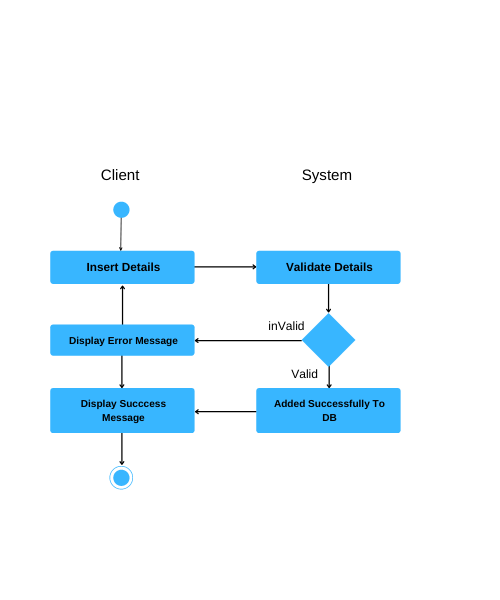 Client
System
Insert Details
Validate Details
inValid
Display Error Message
Valid
Display Succcess
Message
Added Successfully To
DB